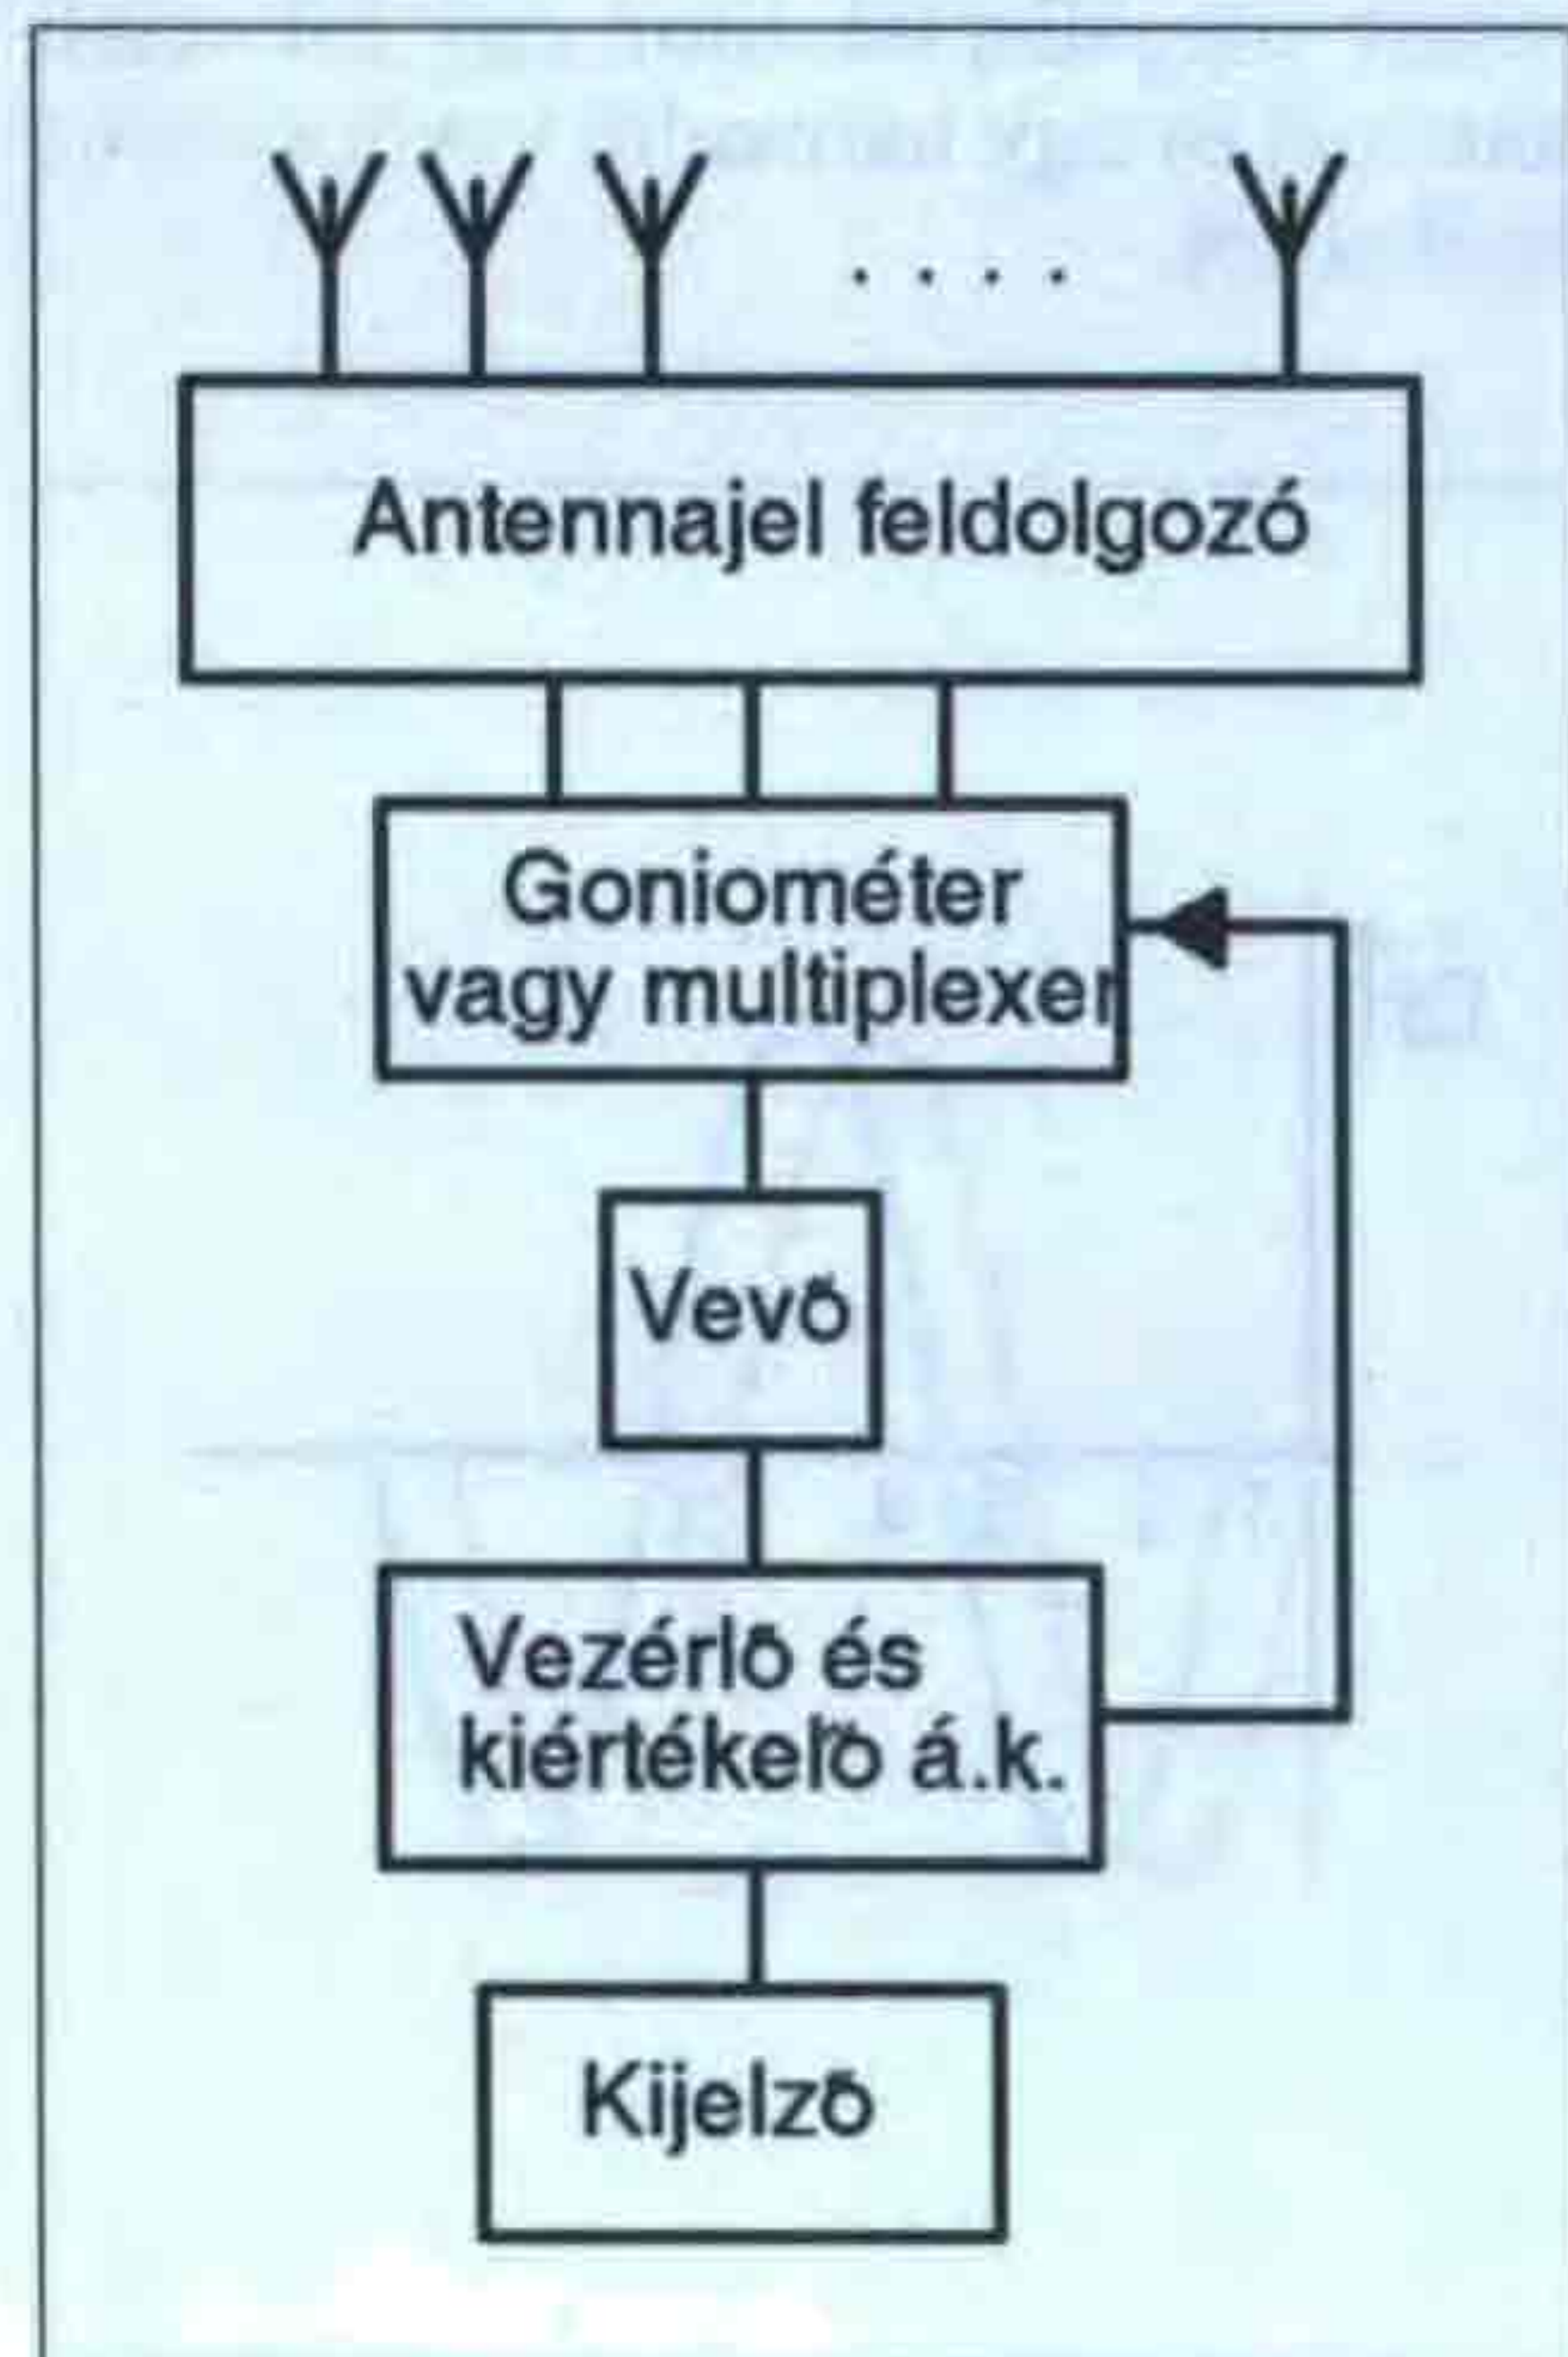 Antennajel feldolgozó
Goniométer
vagy multiplexer
Vevő
Vezérlő és
kiértékelő á.k.
Kijelző